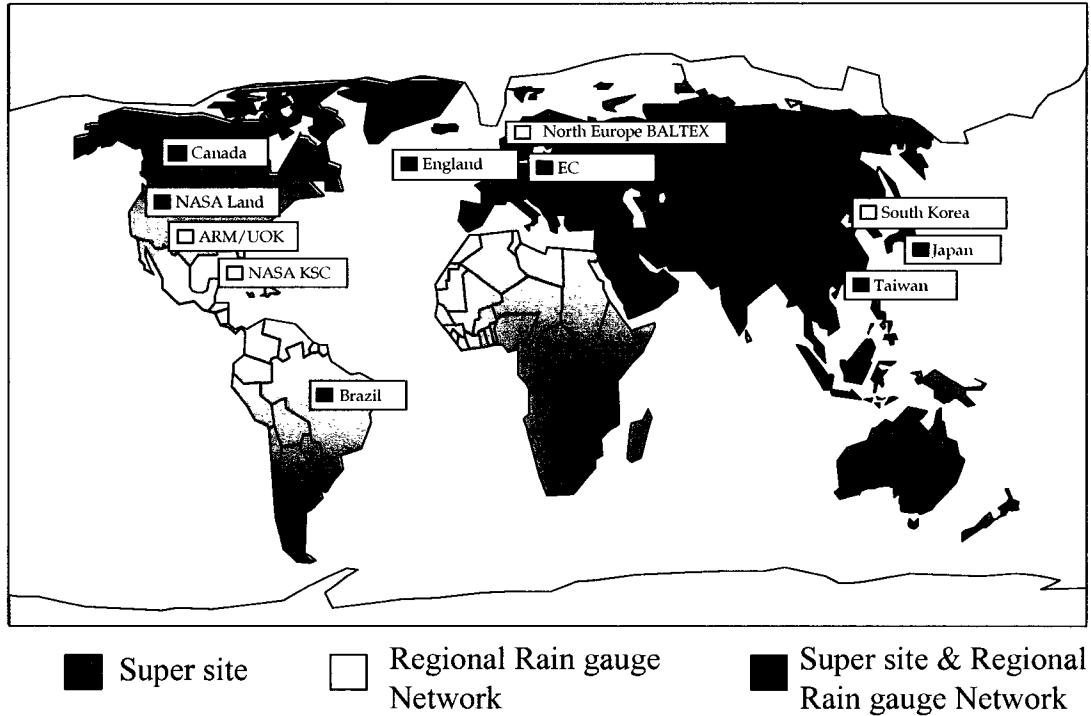 North Europe BALTEX
Canada
England
EC
NASA Land
South Korea
ARM/UOK
Japan
NASA KSC
Taiwan
Brazil
Super site
Regional Rain gauge
Network
Super site & Regional
Rain gauge Network